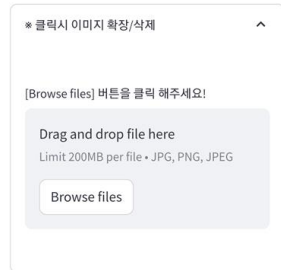 ※ 클릭시 이미지 확장/삭제
[Browse files] 버튼을 클릭 해주세요!
Drag and drop file here
Limit 200MB per file • JPG, PNG, JPEG
Browse files